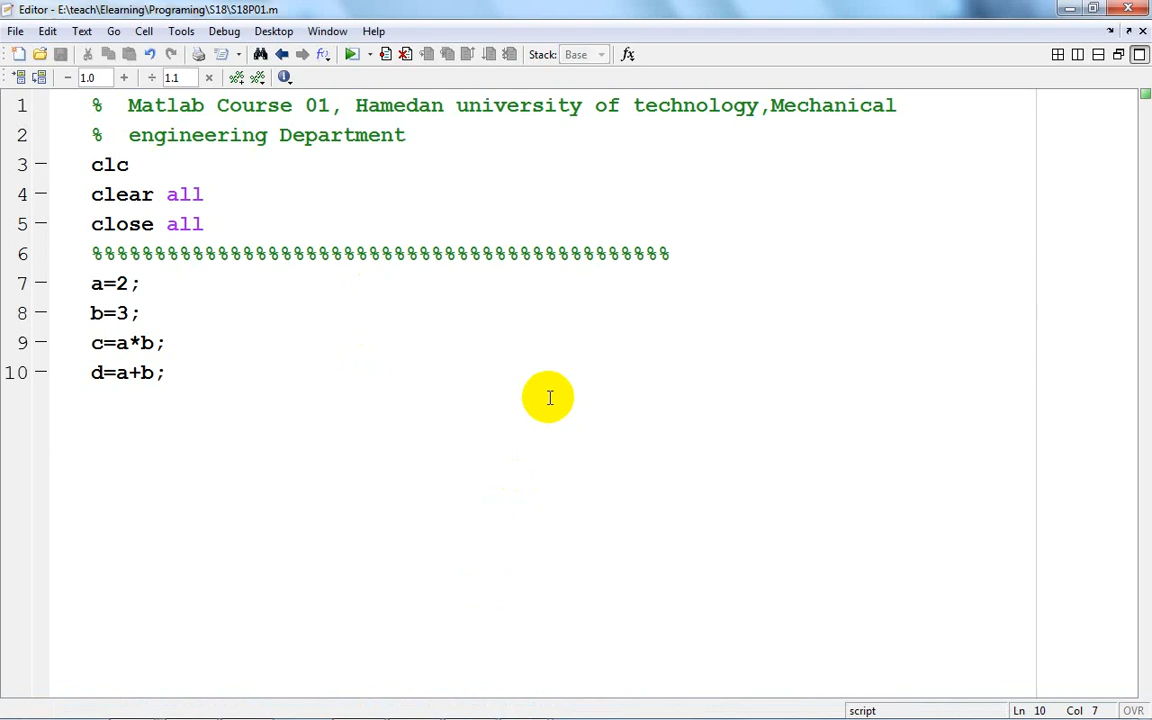 Editor - E:\teach\Elearning\Programing\S18\S18P01.m
File Edit Text Go Cell Tools Debug Desktop Window Help
Stack: Base fx
− 1.0 + ÷ 1.1 ×
1 % Matlab Course 01, Hamedan university of technology,Mechanical
2 % engineering Department
3 clc
4 clear all
5 close all
6 %%%%%%%%%%%%%%%%%%%%%%%%%%%%%%%%%%%%%%%%%%%%%%
7 a=2;
8 b=3;
9 c=a*b;
10 d=a+b;
script Ln 10 Col 7 OVR